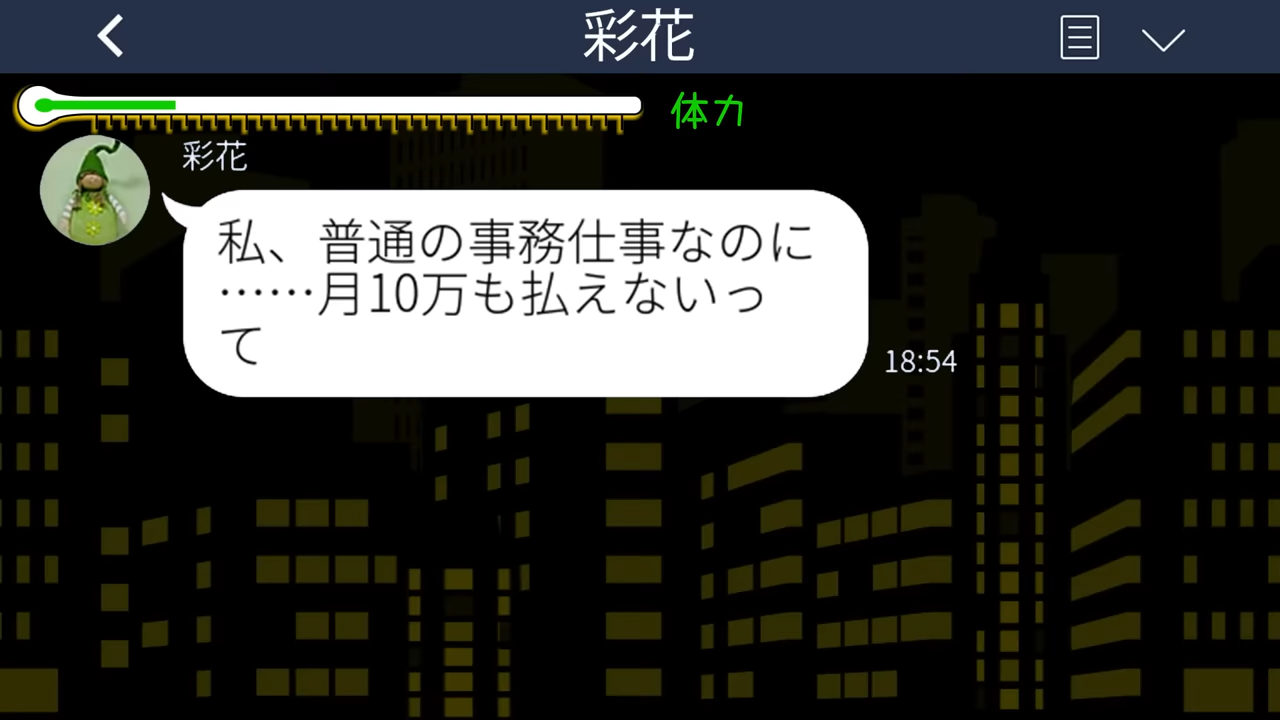 彩花
体力
彩花
私、普通の事務仕事なのに
……月10万も払えないっ
て
18:54